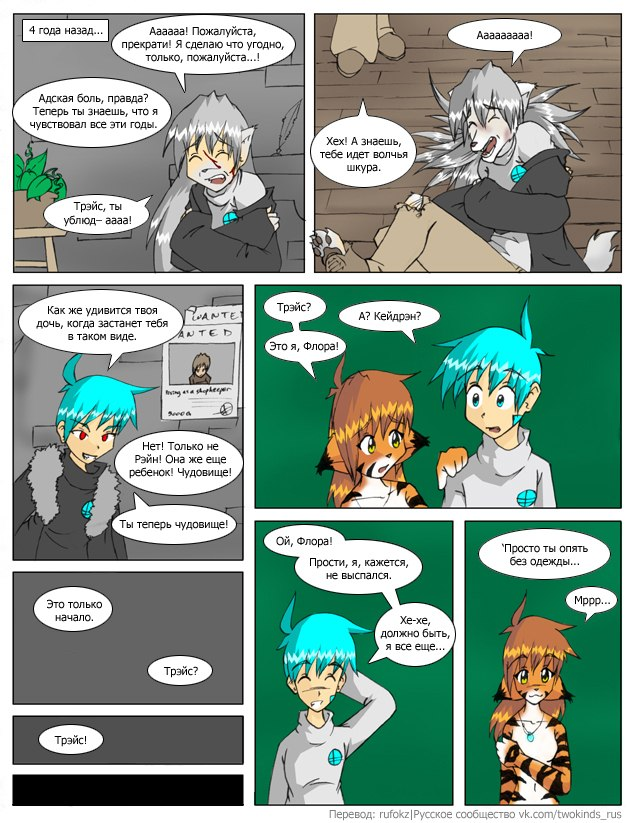 4 года назад...
Аааааа! Пожалуйста,
прекрати! Я сделаю что угодно,
только, пожалуйста...!
Адская боль, правда?
Теперь ты знаешь, что я
чувствовал все эти годы.
Трэйс, ты
ублюд– аааа!
Ааааааааа!
Хех! А знаешь,
тебе идет волчья
шкура.
Как же удивится твоя
дочь, когда застанет тебя
в таком виде.
WANTED
WANTED
Нет! Только не
Рэйн! Она же еще
ребенок! Чудовище!
Ты теперь чудовище!
Трэйс?
Это я, Флора!
А? Кейдрэн?
Это только
начало.
Трэйс?
Трэйс!
Ой, Флора!
Прости, я, кажется,
не выспался.
Хе-хе,
должно быть,
я все еще...
‘Просто ты опять
без одежды...
Мррр...
Перевод: rufokz|Русское сообщество vk.com/twokinds_rus